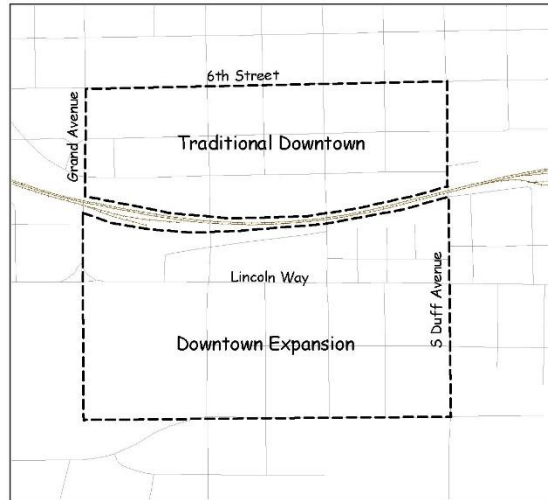 6th Street
Grand Avenue
Traditional Downtown
Lincoln Way
S Duff Avenue
Downtown Expansion